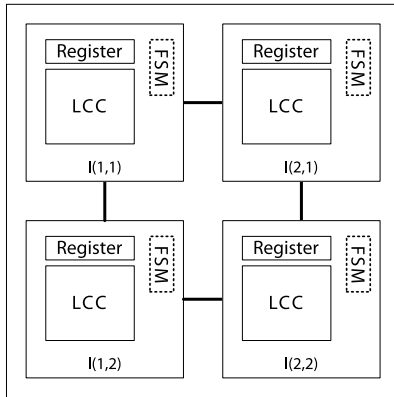 Register
FSM
LCC
I(1,1)
Register
FSM
LCC
I(2,1)
Register
FSM
LCC
I(1,2)
Register
FSM
LCC
I(2,2)